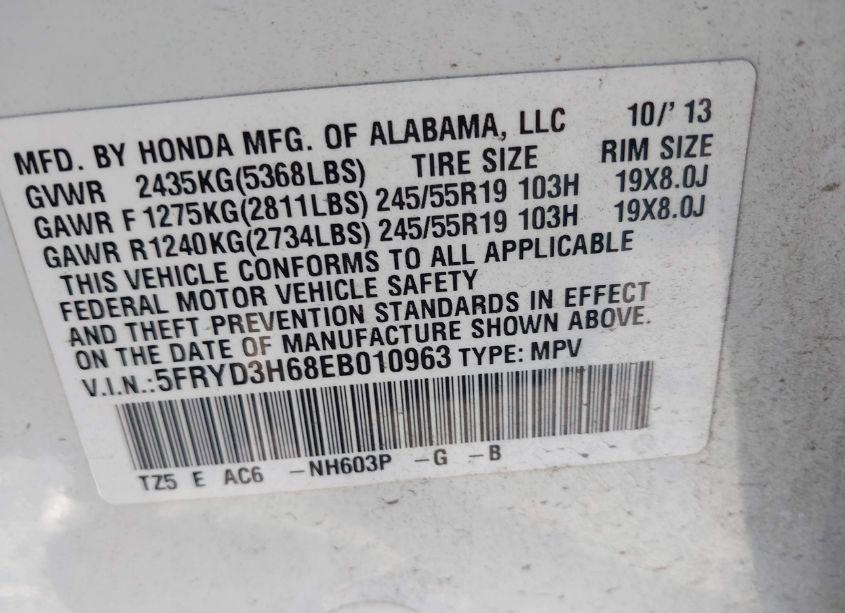 MFD. BY HONDA MFG. OF ALABAMA, LLC 10/'13
GVWR 2435KG(5368LBS) TIRE SIZE RIM SIZE
GAWR F 1275KG(2811LBS) 245/55R19 103H 19X8.0J
GAWR R1240KG(2734LBS) 245/55R19 103H 19X8.0J
THIS VEHICLE CONFORMS TO ALL APPLICABLE
FEDERAL MOTOR VEHICLE SAFETY
AND THEFT PREVENTION STANDARDS IN EFFECT
ON THE DATE OF MANUFACTURE SHOWN ABOVE.
V.I.N.:5FRYD3H68EB010963 TYPE: MPV
TZ5 E AC6 -NH603P -G -B